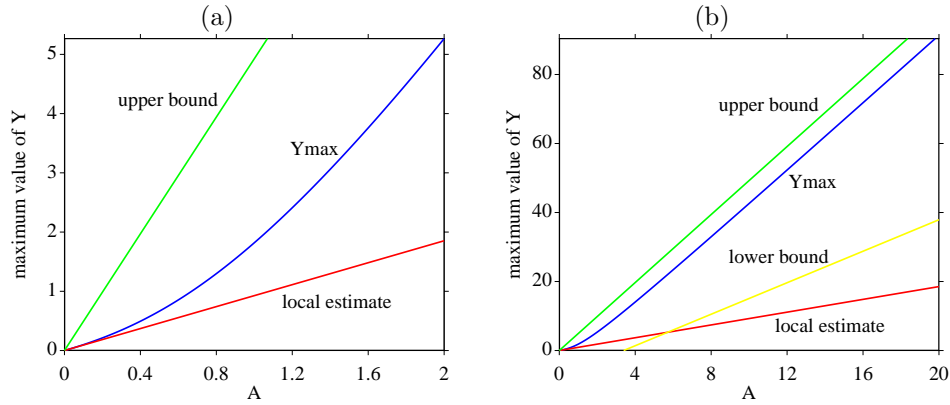 (a)
maximum value of Y
5
4
3
2
1
0
upper bound
Ymax
local estimate
0 0.4 0.8 1.2 1.6 2
A
(b)
maximum value of Y
80
60
40
20
0
upper bound
Ymax
lower bound
local estimate
0 4 8 12 16 20
A